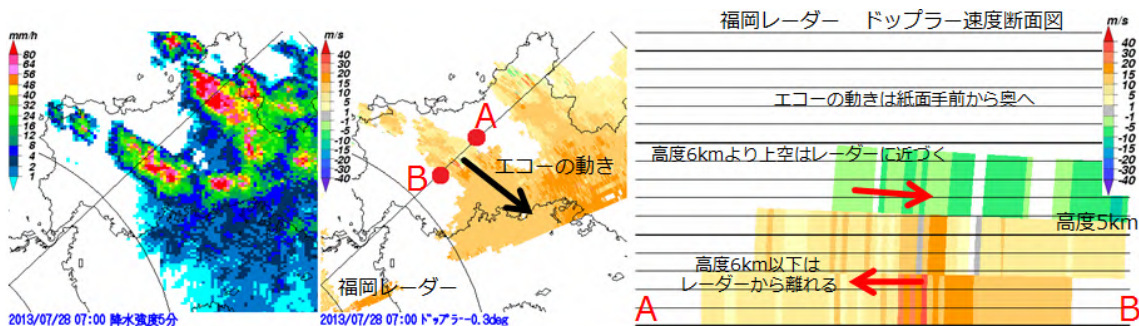 mm/h
80
64
56
48
40
32
24
16
12
8
4
2
1
2013/07/28 07:00 降水強度5分
m/s
40
30
20
15
10
5
1
-1
-5
-10
-15
-20
-30
-40
A
B
エコーの動き
福岡レーダー
2013/07/28 07:00 ドップラー-0.3deg
福岡レーダー ドップラー速度断面図
m/s
40
30
20
15
10
5
1
-1
-5
-10
-15
-20
-30
-40
エコーの動きは紙面手前から奥へ
高度6kmより上空はレーダーに近づく
高度5km
高度6km以下は
レーダーから離れる
A
B